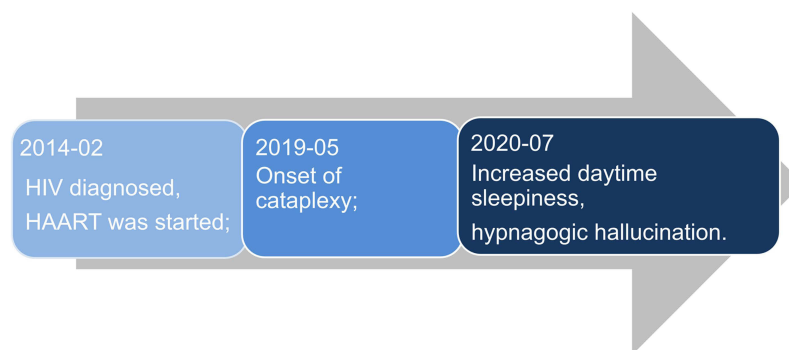 2014-02
HIV diagnosed,
HAART was started;
2019-05
Onset of
cataplexy;
2020-07
Increased daytime
sleepiness,
hypnagogic hallucination.